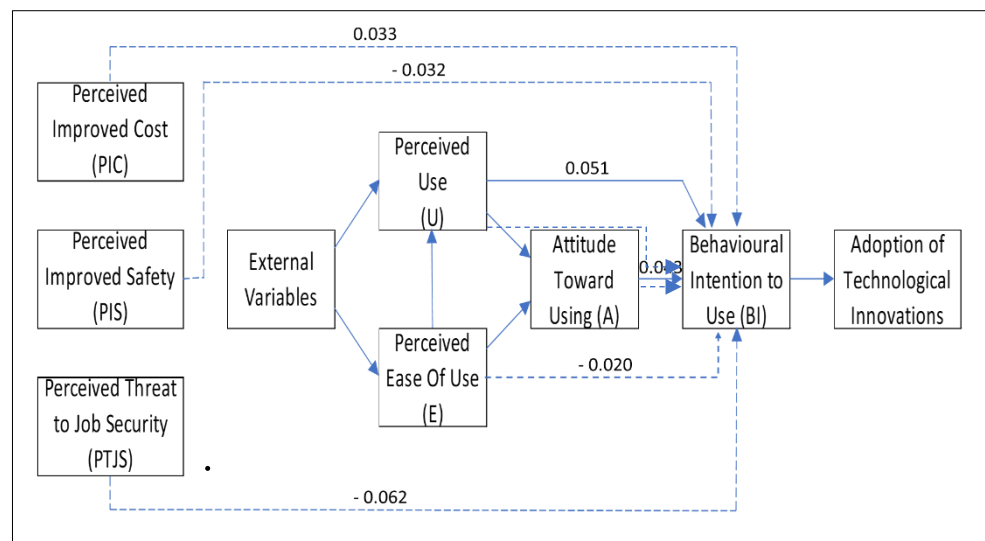 0.033
- 0.032
Perceived
Improved Cost
(PIC)
Perceived
Use
(U)
0.051
Perceived
Improved Safety
(PIS)
External
Variables
Attitude
Toward
Using (A)
Behavioural
Intention to
Use (BI)
Adoption of
Technological
Innovations
Perceived
Ease Of Use
(E)
- 0.020
Perceived Threat
to Job Security
(PTJS)
- 0.062